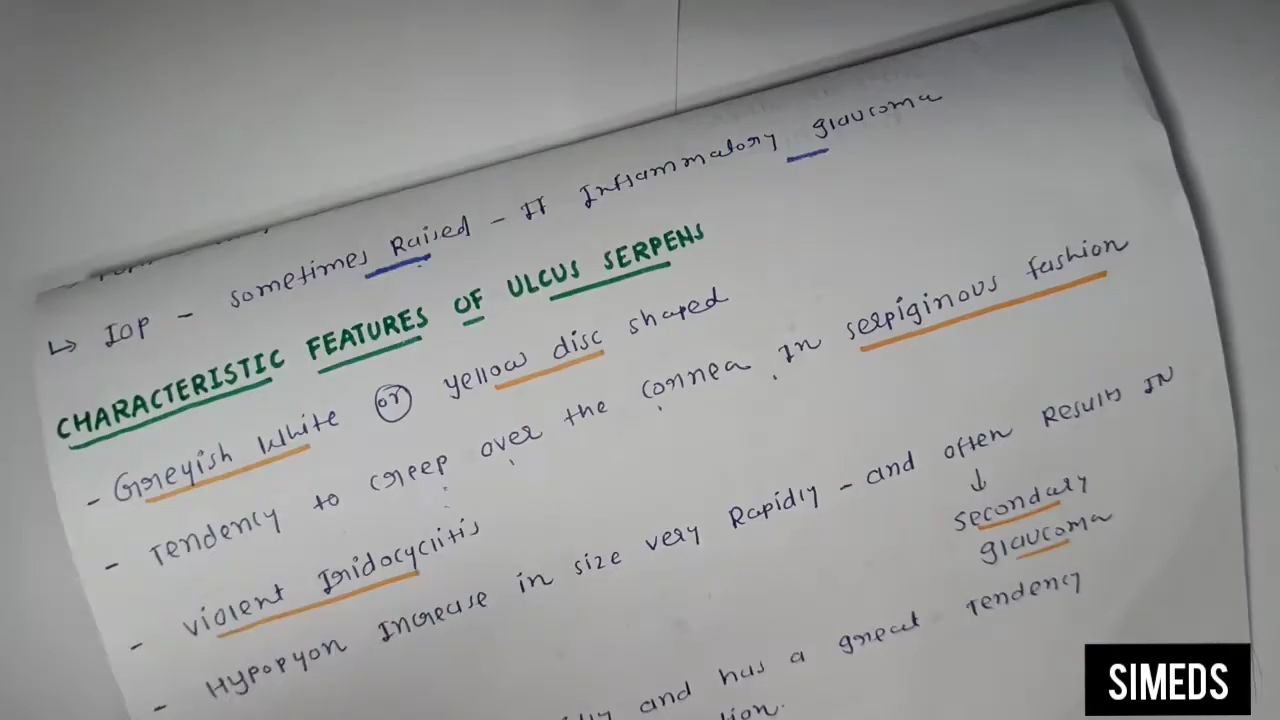 ↳ IOP - sometimes Raised - II Inflammatory glaucoma
CHARACTERISTIC FEATURES OF ULCUS SERPENS
- Greyish White or yellow disc shaped
- Tendency to creep over the cornea in serpiginous fashion
- violent Iridocyclitis
- Hypopyon Increase in size very Rapidly - and often Results IN
↓
secondary
glaucoma
and has a great tendency
SIMEDS